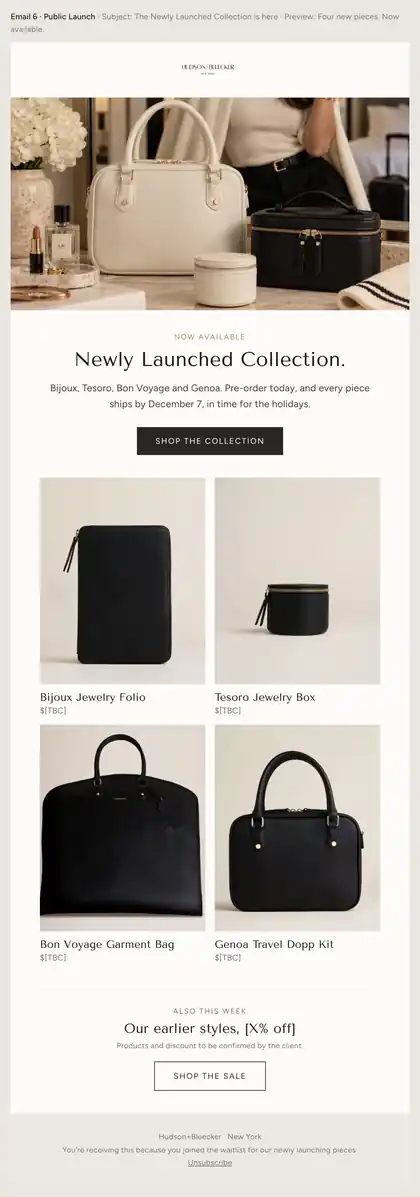 Email 6 · Public Launch · Subject: The Newly Launched Collection is here · Preview: Four new pieces. Now
available.
HUDSON+BLEECKER
NEW YORK
NOW AVAILABLE
Newly Launched Collection.
Bijoux, Tesoro, Bon Voyage and Genoa. Pre-order today, and every piece
ships by December 7, in time for the holidays.
SHOP THE COLLECTION
Bijoux Jewelry Folio
$[TBC]
Tesoro Jewelry Box
$[TBC]
Bon Voyage Garment Bag
$[TBC]
Genoa Travel Dopp Kit
$[TBC]
ALSO THIS WEEK
Our earlier styles, [X% off]
Products and discount to be confirmed by the client.
SHOP THE SALE
Hudson+Bleecker New York
You're receiving this because you joined the waitlist for our newly launching pieces
Unsubscribe